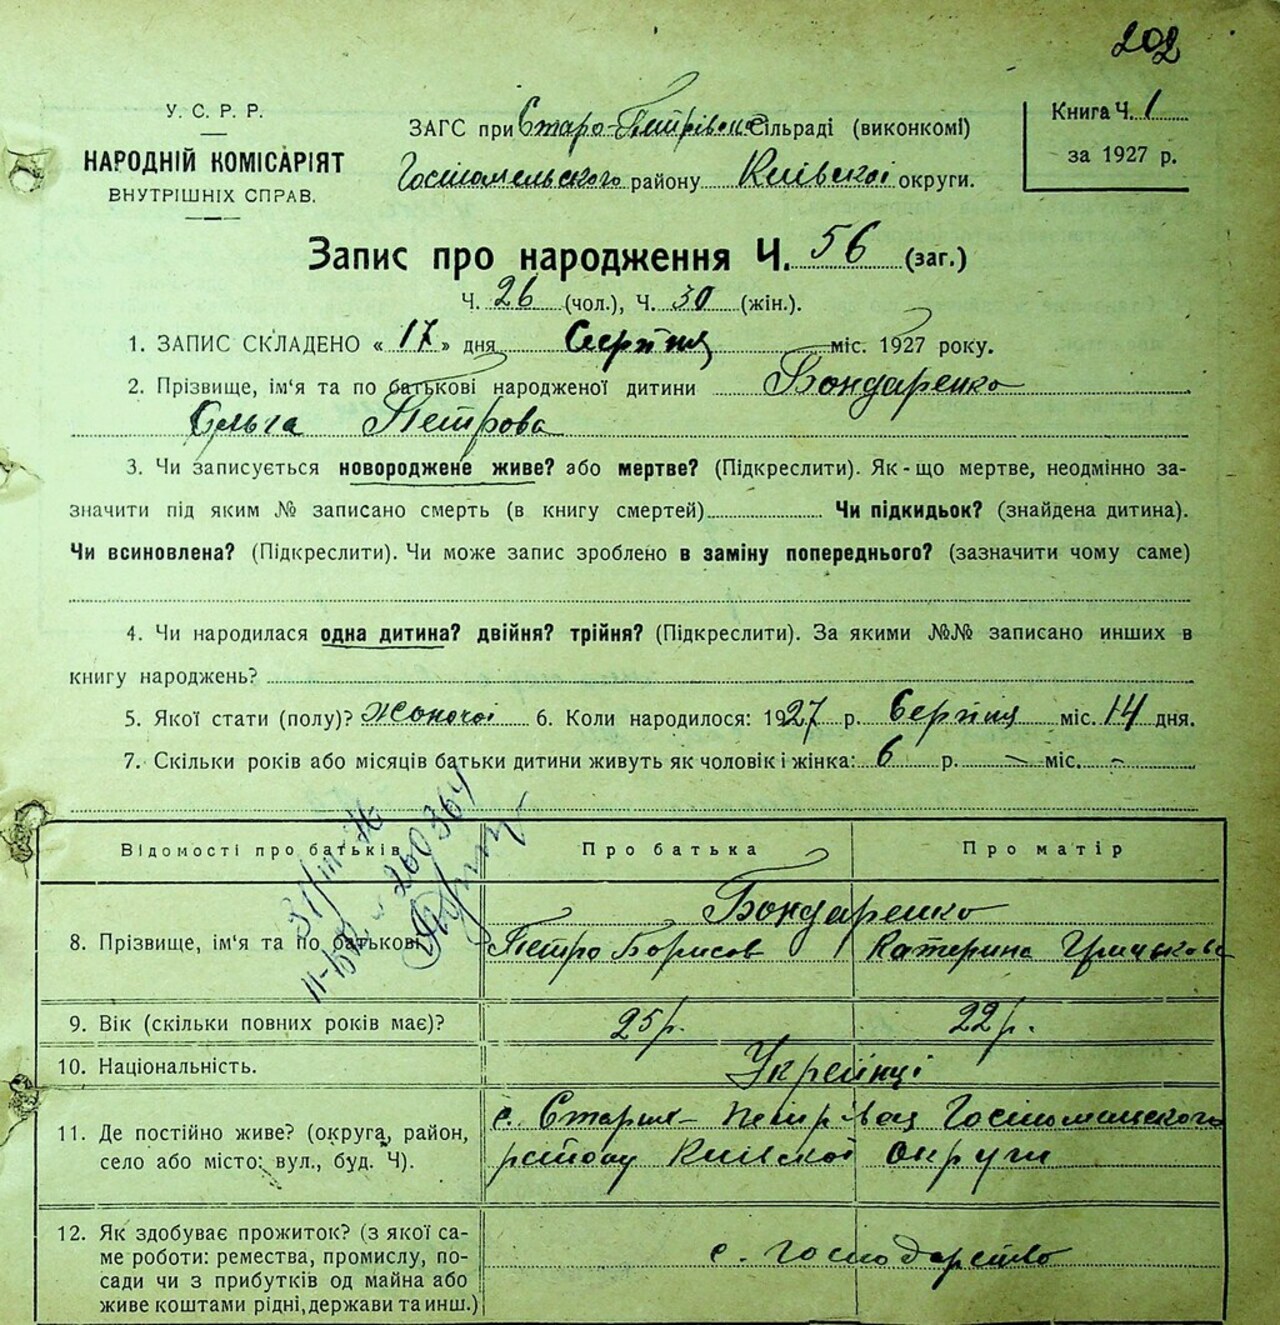 202
У. С. Р. Р.
НАРОДНІЙ КОМІСАРІЯТ
ВНУТРІШНІХ СПРАВ.
ЗАГС при Старо-Петрівске Сільраді (виконкомі)
Гостомельского району Київскої округи.
Книга Ч. 1
за 1927 р.
Запис про народження Ч. 56 (заг.)
Ч. 26 (чол.), Ч. 30 (жін.).
1. ЗАПИС СКЛАДЕНО « 17 » дня Серпня міс. 1927 року.
2. Прізвище, ім'я та по батькові народженої дитини Бондаренко
Ольга Петрова
3. Чи записується новороджене живе? або мертве? (Підкреслити). Як-що мертве, неодмінно за-
значити під яким № записано смерть (в книгу смертей) Чи підкидьок? (знайдена дитина).
Чи всиновлена? (Підкреслити). Чи може запис зроблено в заміну попереднього? (зазначити чому саме)
4. Чи народилася одна дитина? двійня? трійня? (Підкреслити). За якими №№ записано инших в
книгу народжень?
5. Якої стати (полу)? Жоночої 6. Коли народилося: 1927 р. Серпня міс. 14 дня.
7. Скільки років або місяців батьки дитини живуть як чоловік і жінка: 6 р. — міс. —
Відомості про батьків Про батька Про матір
Бондаренко
8. Прізвище, ім'я та по батькові Петро Борисов Катерина Грицькова
9. Вік (скільки повних років має)? 25 р. 22 р.
10. Національність. Українці
11. Де постійно живе? (округа, район, с. Старих-Петрівец Гостомельского
село або місто: вул., буд. Ч). району Київської округи
12. Як здобуває прожиток? (з якої са-
ме роботи: ремества, промислу, по- с. господарство
сади чи з прибутків од майна або
живе коштами рідні, держави та инш.)